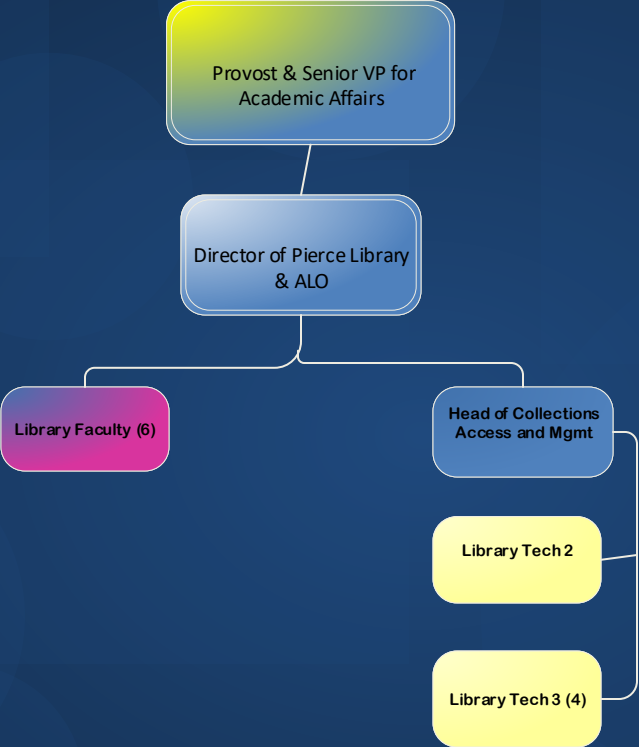 Provost & Senior VP for
Academic Affairs
Director of Pierce Library
& ALO
Library Faculty (6)
Head of Collections
Access and Mgmt
Library Tech 2
Library Tech 3 (4)